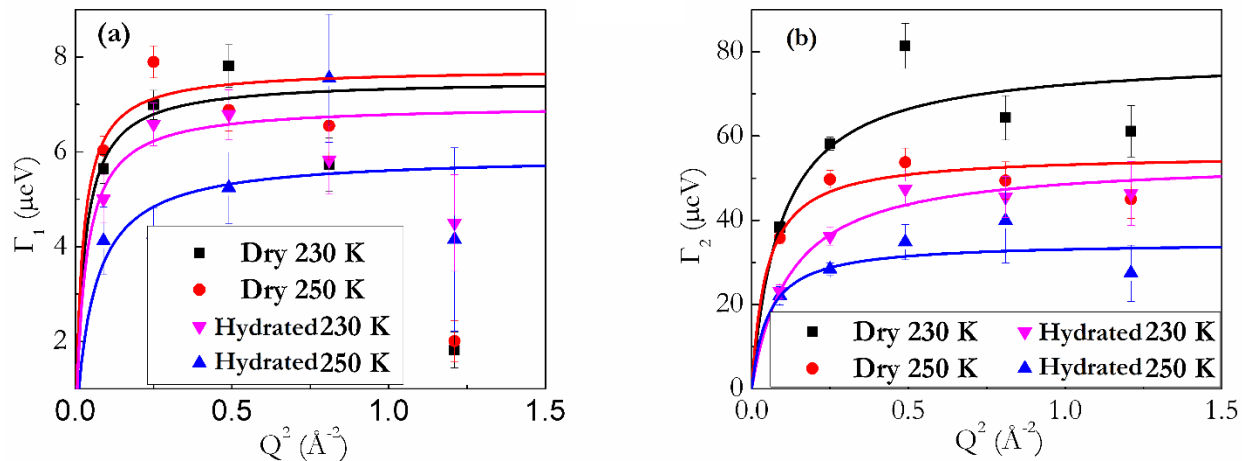 (a)
Γ₁ (μeV)
8
6
4
2
Dry 230 K
Dry 250 K
Hydrated 230 K
Hydrated 250 K
0.0 0.5 1.0 1.5
Q² (Å⁻²)
(b)
Γ₂ (μeV)
80
60
40
20
0
Dry 230 K Hydrated 230 K
Dry 250 K Hydrated 250 K
0.0 0.5 1.0 1.5
Q² (Å⁻²)